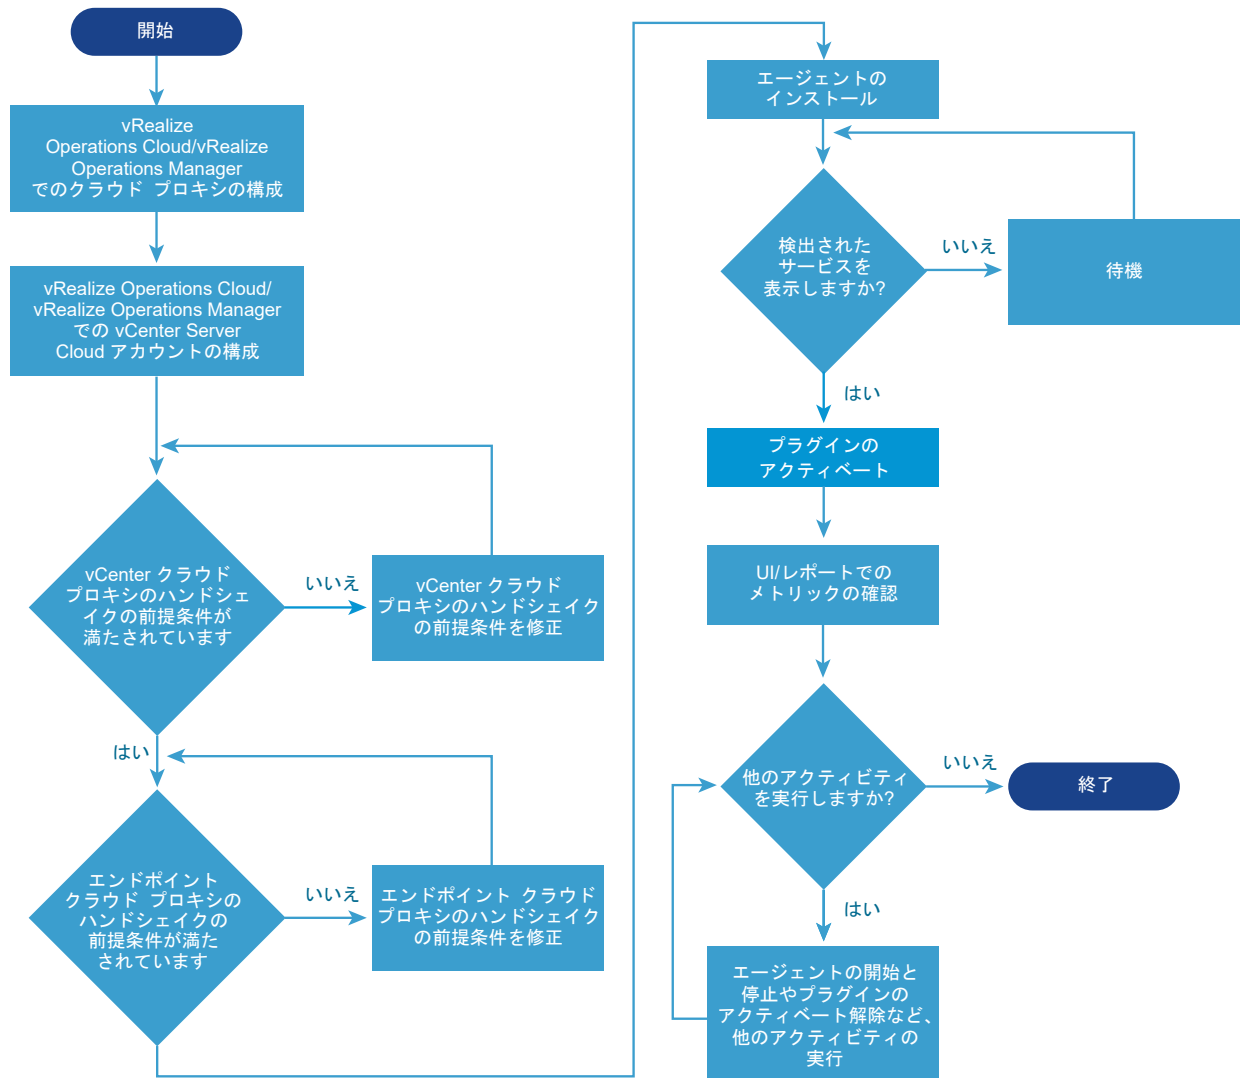 開始
vRealize
Operations Cloud/vRealize
Operations Manager
でのクラウド プロキシの構成
vRealize Operations Cloud/
vRealize Operations Manager
での vCenter Server
Cloud アカウントの構成
vCenter クラウド
プロキシのハンドシェ
イクの前提条件が
満たされています
いいえ
vCenter クラウド
プロキシのハンドシェイク
の前提条件を修正
はい
エンドポイント
クラウド プロキシの
ハンドシェイクの
前提条件が満た
されています
いいえ
エンドポイント クラウド
プロキシのハンドシェイク
の前提条件を修正
エージェントの
インストール
検出された
サービスを
表示しますか?
いいえ
待機
はい
プラグインの
アクティベート
UI/レポートでの
メトリックの確認
他のアクティビティ
を実行しますか?
いいえ
終了
はい
エージェントの開始と
停止やプラグインの
アクティベート解除など、
他のアクティビティの
実行